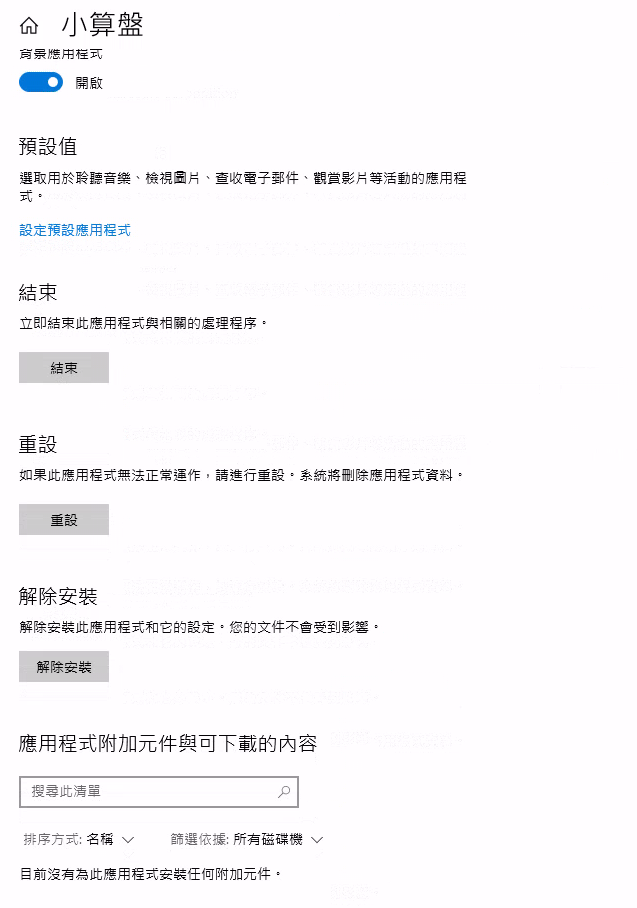 小算盤
背景應用程式
開啟
預設值
選取用於聆聽音樂、檢視圖片、查收電子郵件、觀賞影片等活動的應用程
式。
設定預設應用程式
結束
立即結束此應用程式與相關的處理程序。
結束
重設
如果此應用程式無法正常運作，請進行重設。系統將刪除應用程式資料。
重設
解除安裝
解除安裝此應用程式和它的設定。您的文件不會受到影響。
解除安裝
應用程式附加元件與可下載的內容
搜尋此清單
排序方式: 名稱 篩選依據: 所有磁碟機
目前沒有為此應用程式安裝任何附加元件。